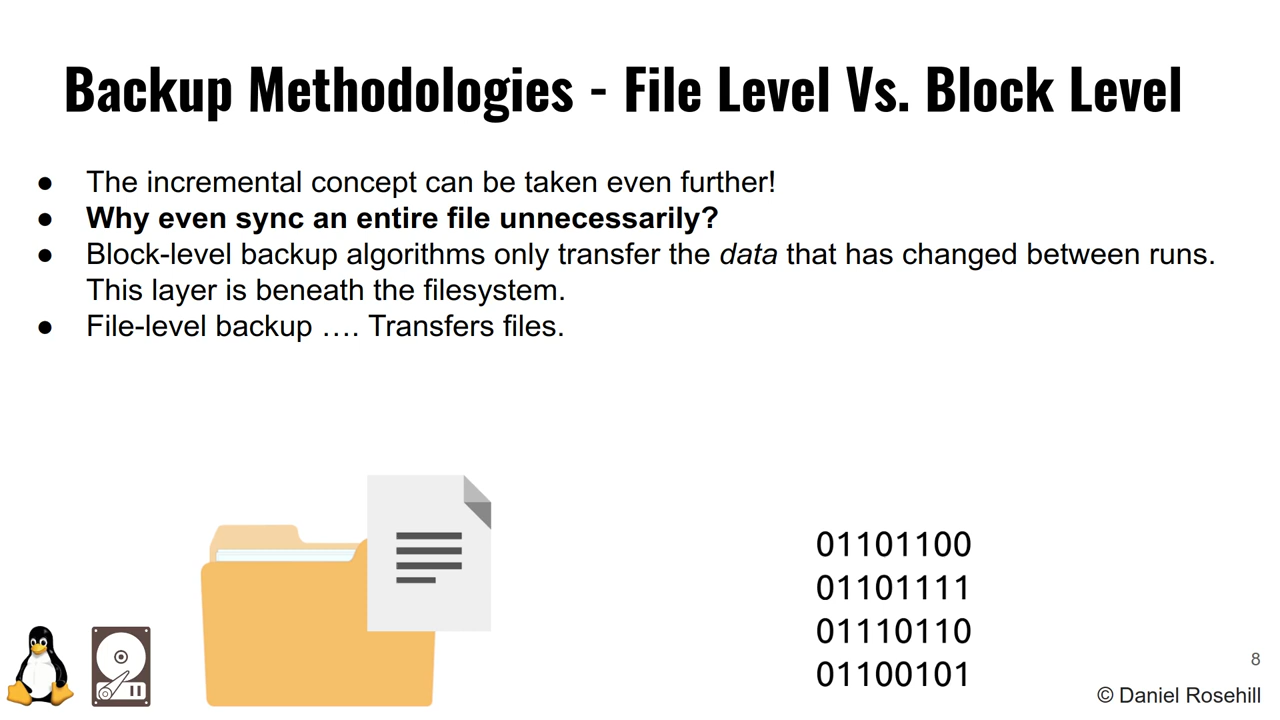 Backup Methodologies - File Level Vs. Block Level
● The incremental concept can be taken even further!
● Why even sync an entire file unnecessarily?
● Block-level backup algorithms only transfer the data that has changed between runs.
This layer is beneath the filesystem.
● File-level backup …. Transfers files.
01101100
01101111
01110110
01100101
8
© Daniel Rosehill